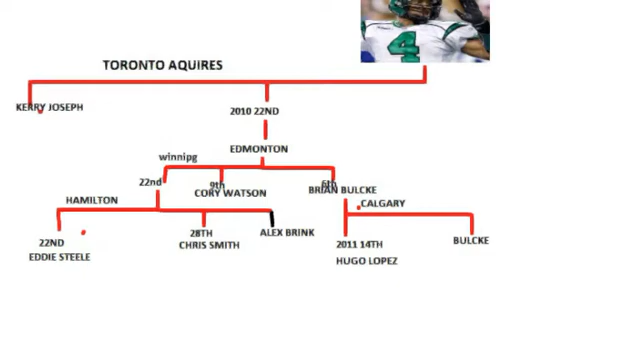 4
TORONTO AQUIRES
KERRY JOSEPH
2010 22ND
EDMONTON
winnipg
22nd
9th
6th
CORY WATSON
BRIAN BULCKE
HAMILTON
CALGARY
22ND
EDDIE STEELE
28TH
CHRIS SMITH
ALEX BRINK
2011 14TH
HUGO LOPEZ
BULCKE